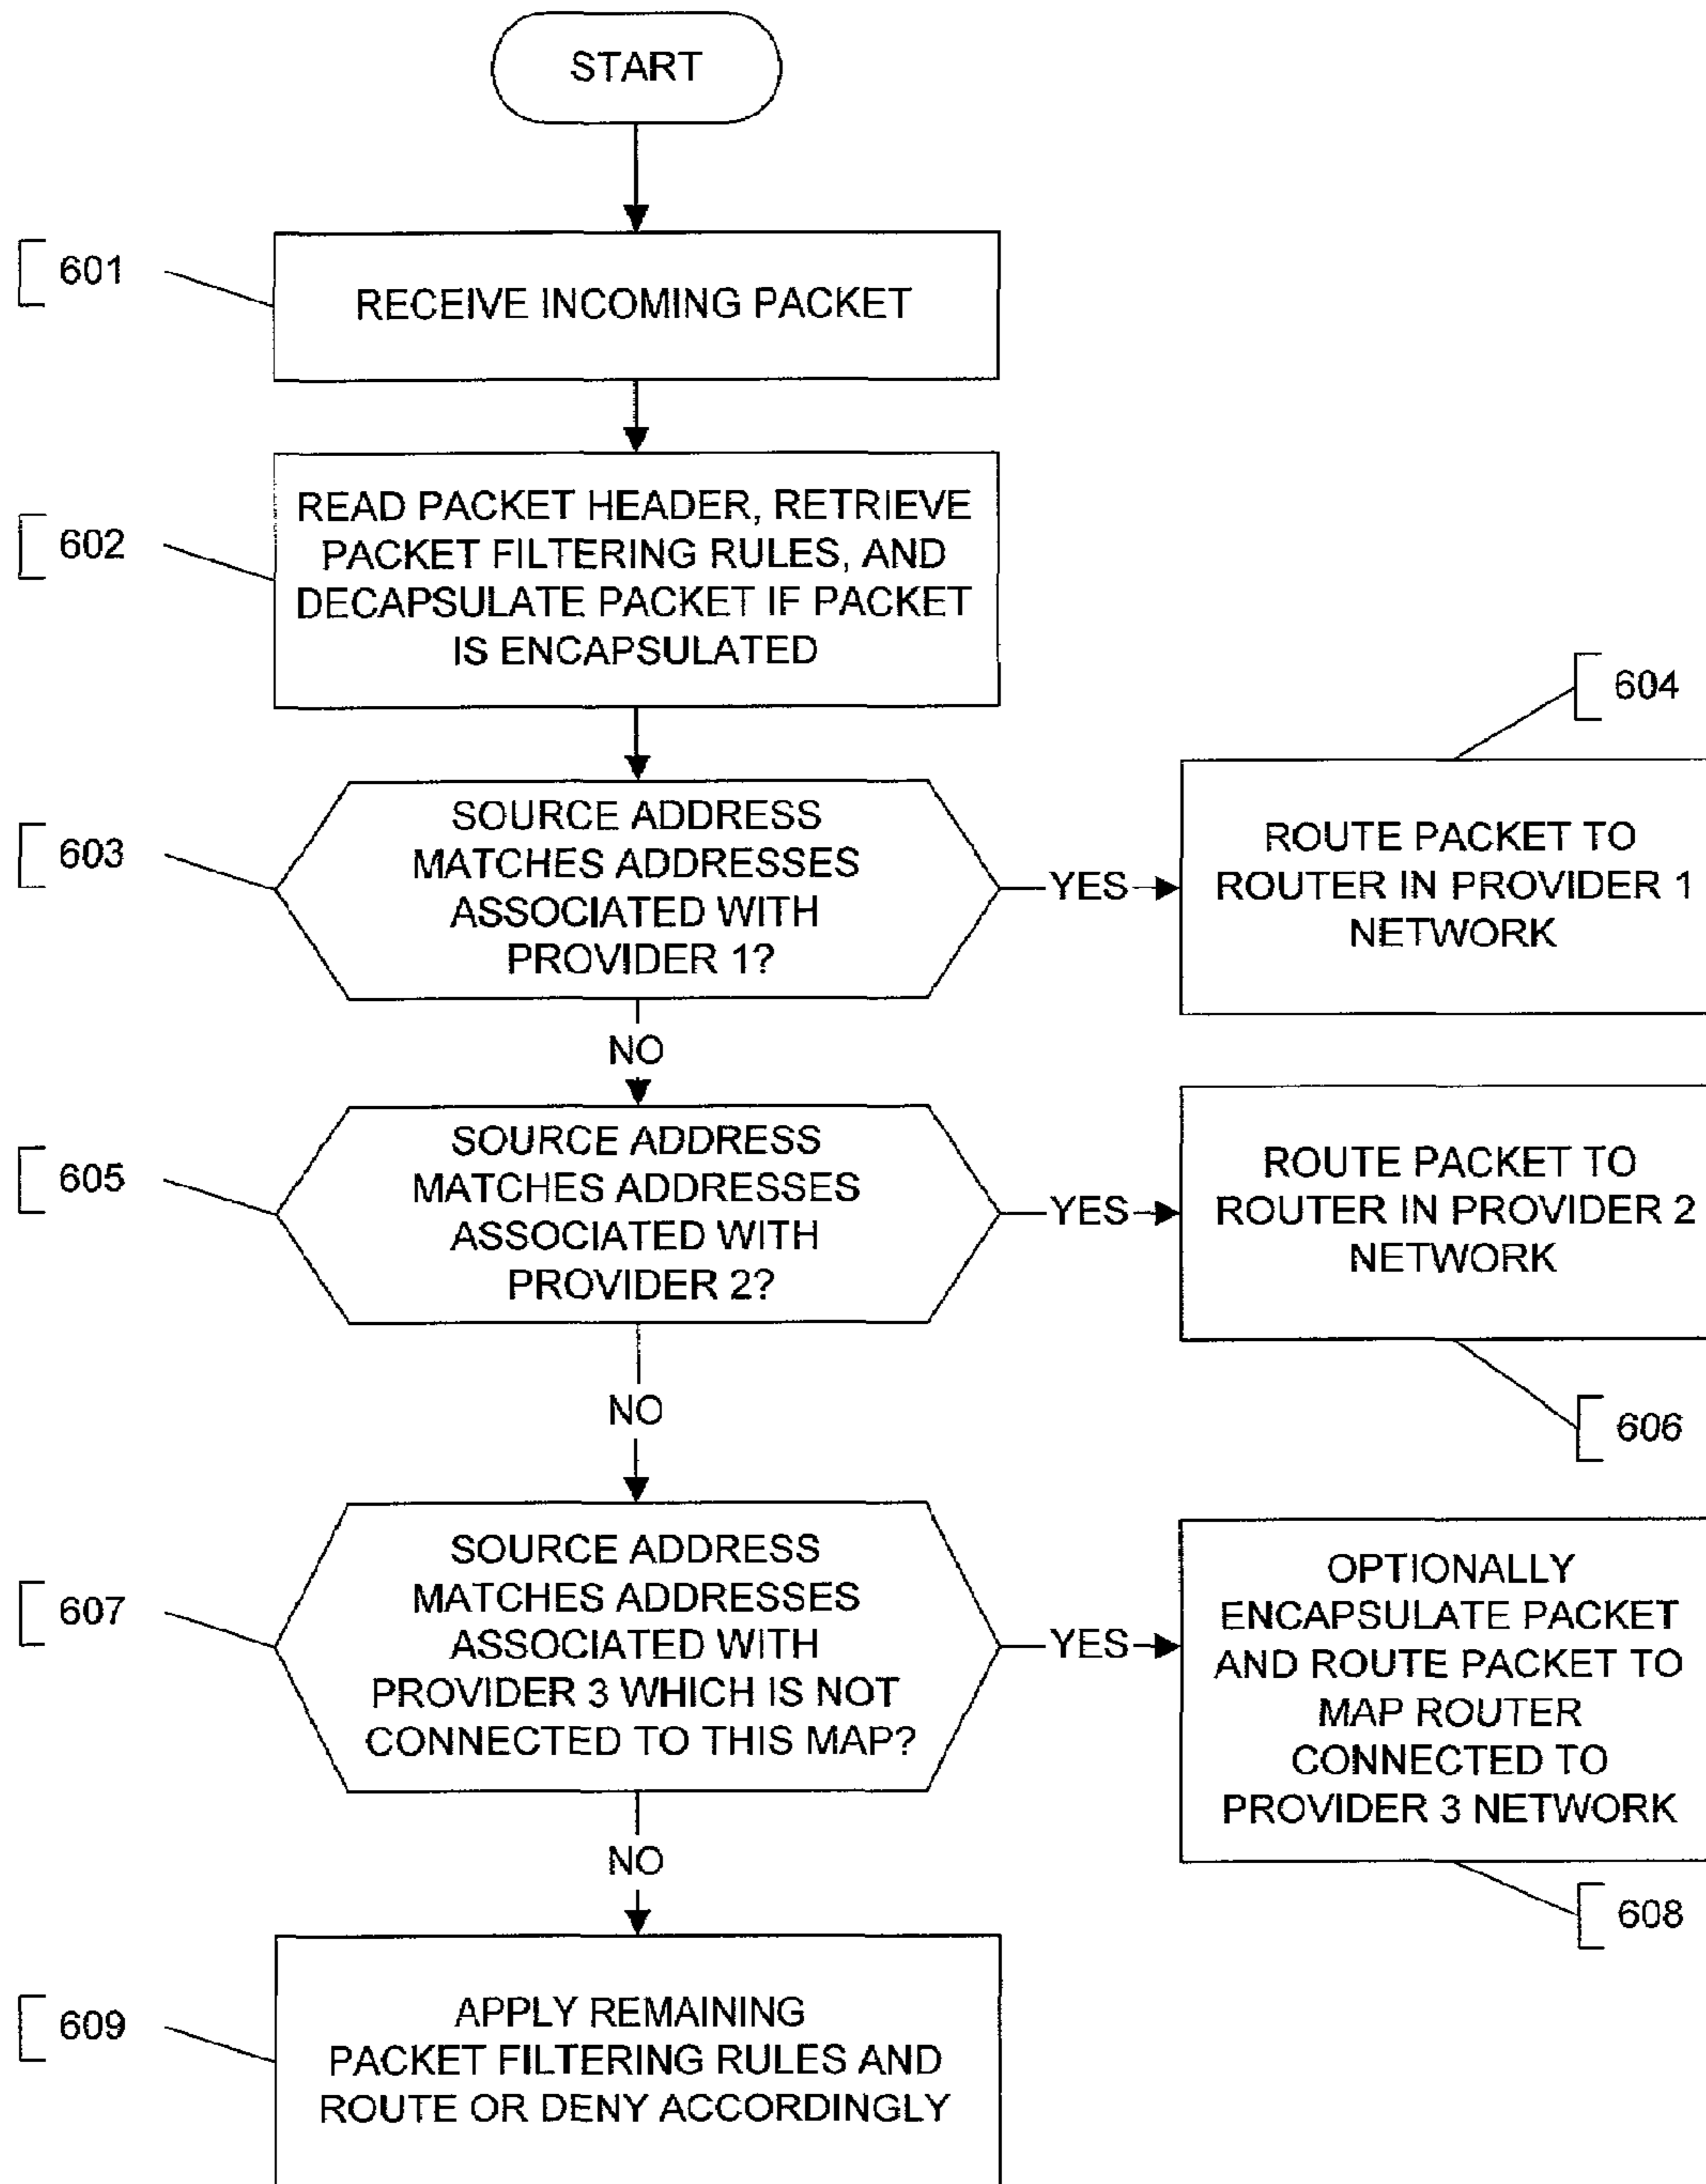 START
601
RECEIVE INCOMING PACKET
602
READ PACKET HEADER, RETRIEVE
PACKET FILTERING RULES, AND
DECAPSULATE PACKET IF PACKET
IS ENCAPSULATED
603
SOURCE ADDRESS
MATCHES ADDRESSES
ASSOCIATED WITH
PROVIDER 1?
YES
604
ROUTE PACKET TO
ROUTER IN PROVIDER 1
NETWORK
NO
605
SOURCE ADDRESS
MATCHES ADDRESSES
ASSOCIATED WITH
PROVIDER 2?
YES
ROUTE PACKET TO
ROUTER IN PROVIDER 2
NETWORK
606
NO
607
SOURCE ADDRESS
MATCHES ADDRESSES
ASSOCIATED WITH
PROVIDER 3 WHICH IS NOT
CONNECTED TO THIS MAP?
YES
OPTIONALLY
ENCAPSULATE PACKET
AND ROUTE PACKET TO
MAP ROUTER
CONNECTED TO
PROVIDER 3 NETWORK
608
NO
609
APPLY REMAINING
PACKET FILTERING RULES AND
ROUTE OR DENY ACCORDINGLY